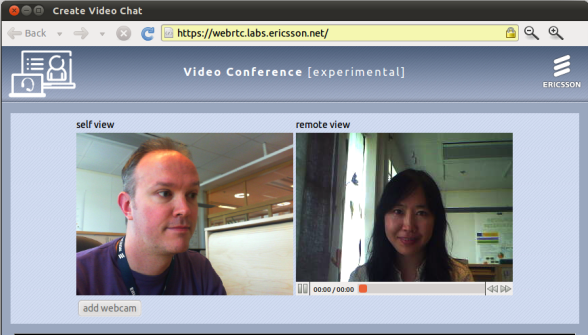 Create Video Chat
Back
https://webrtc.labs.ericsson.net/
Video Conference [experimental]
ERICSSON
self view
remote view
00:00 / 00:00
add webcam